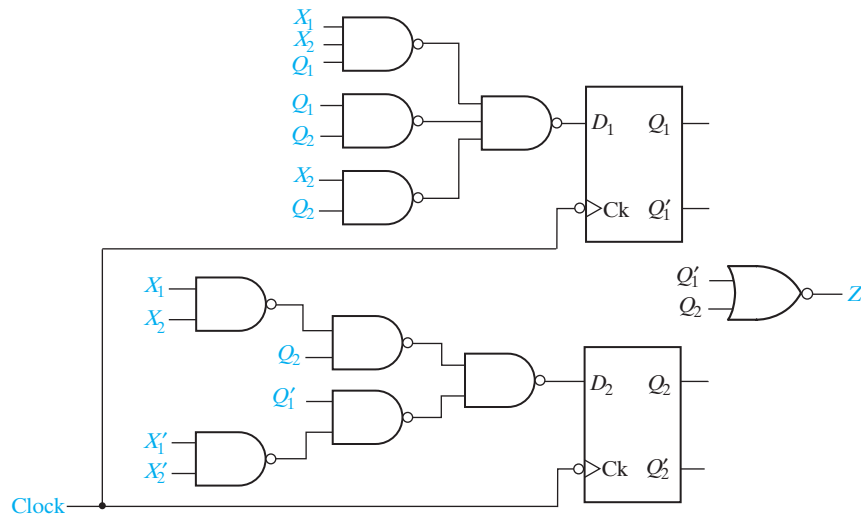 X₁
X₂
Q₁
Q₁
Q₂
X₂
Q₂
D₁ Q₁
Ck Q₁′
X₁
X₂
Q₂
Q₁′
X₁′
X₂′
Q₁′
Q₂
Z
D₂ Q₂
Ck Q₂′
Clock